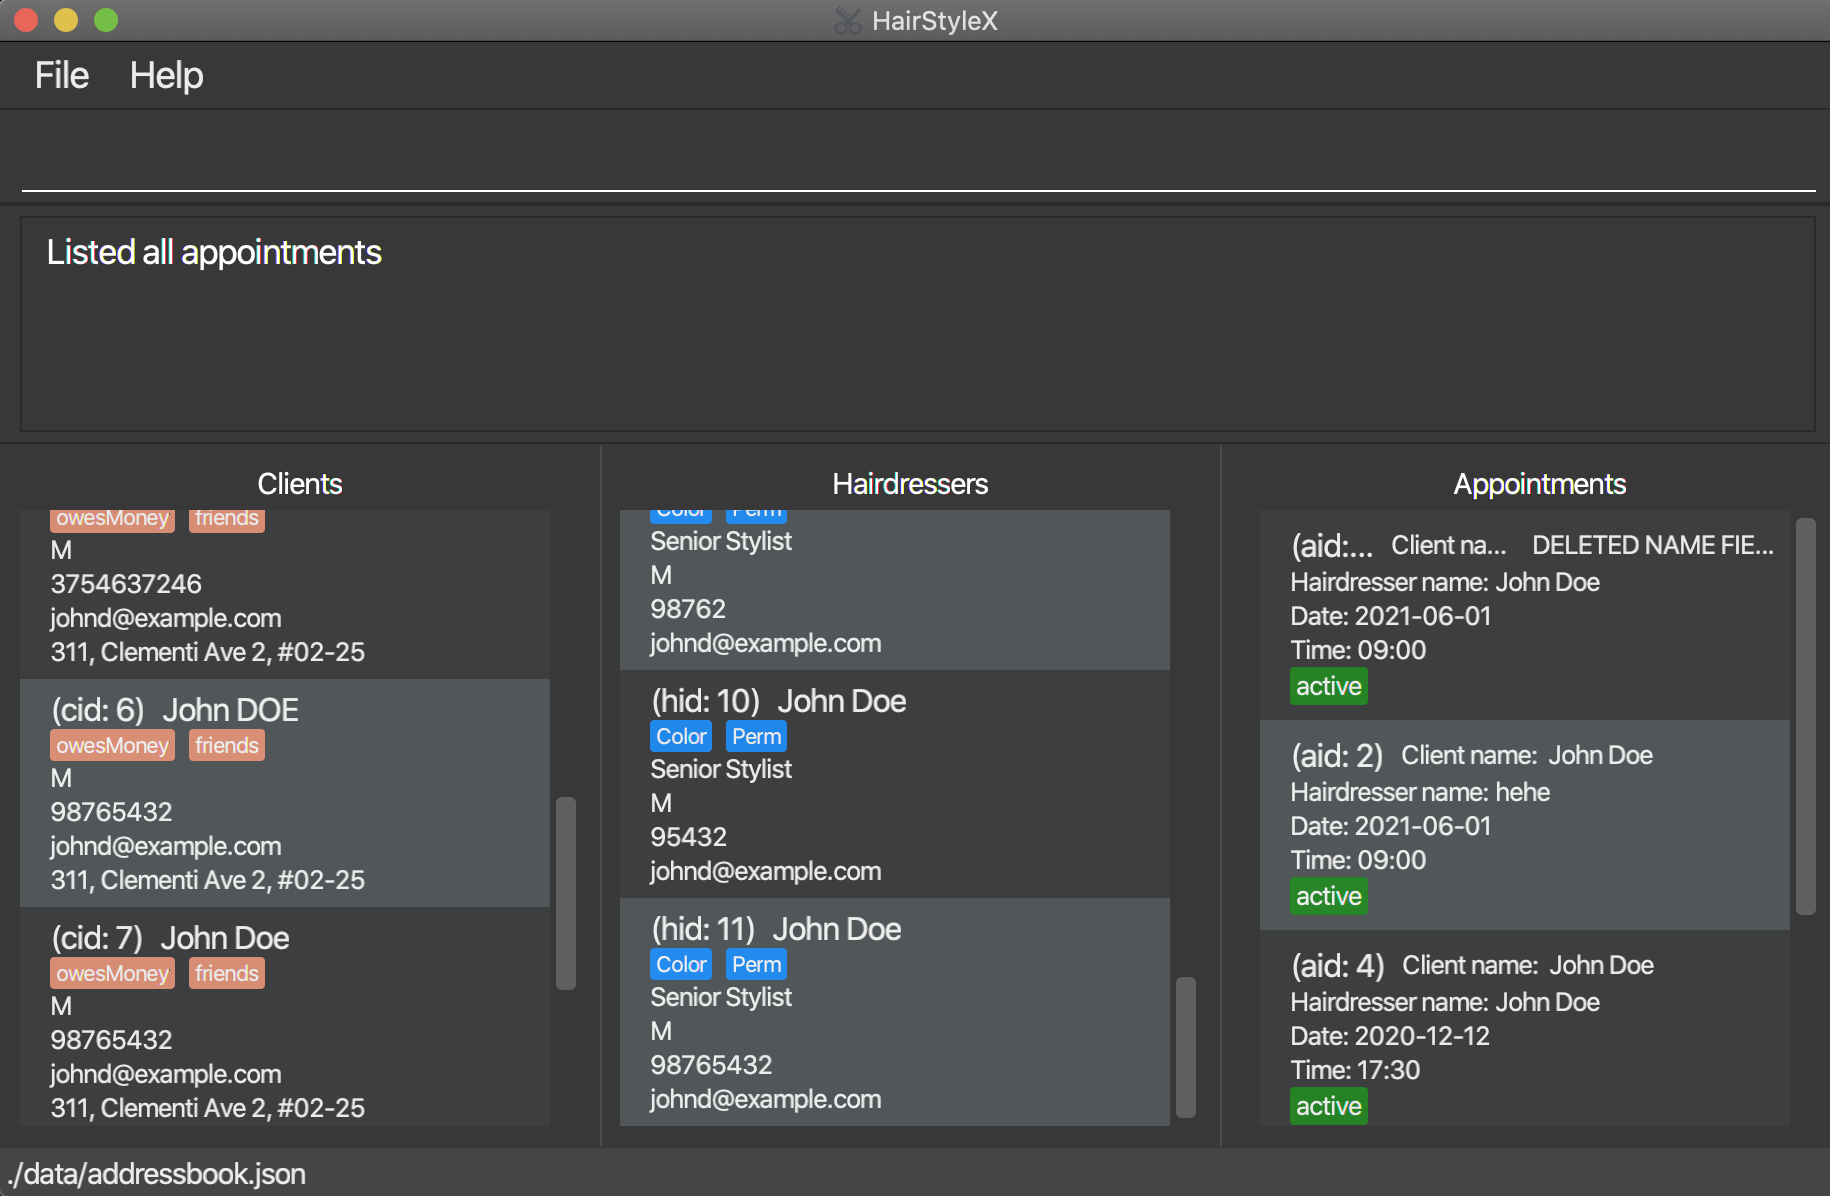 HairStyleX
File Help
Listed all appointments
Clients
owesMoney friends
M
3754637246
johnd@example.com
311, Clementi Ave 2, #02-25
(cid: 6) John DOE
owesMoney friends
M
98765432
johnd@example.com
311, Clementi Ave 2, #02-25
(cid: 7) John Doe
owesMoney friends
M
98765432
johnd@example.com
311, Clementi Ave 2, #02-25
Hairdressers
Color Perm
Senior Stylist
M
98762
johnd@example.com
(hid: 10) John Doe
Color Perm
Senior Stylist
M
95432
johnd@example.com
(hid: 11) John Doe
Color Perm
Senior Stylist
M
98765432
johnd@example.com
Appointments
(aid:... Client na... DELETED NAME FIE...
Hairdresser name: John Doe
Date: 2021-06-01
Time: 09:00
active
(aid: 2) Client name: John Doe
Hairdresser name: hehe
Date: 2021-06-01
Time: 09:00
active
(aid: 4) Client name: John Doe
Hairdresser name: John Doe
Date: 2020-12-12
Time: 17:30
active
./data/addressbook.json